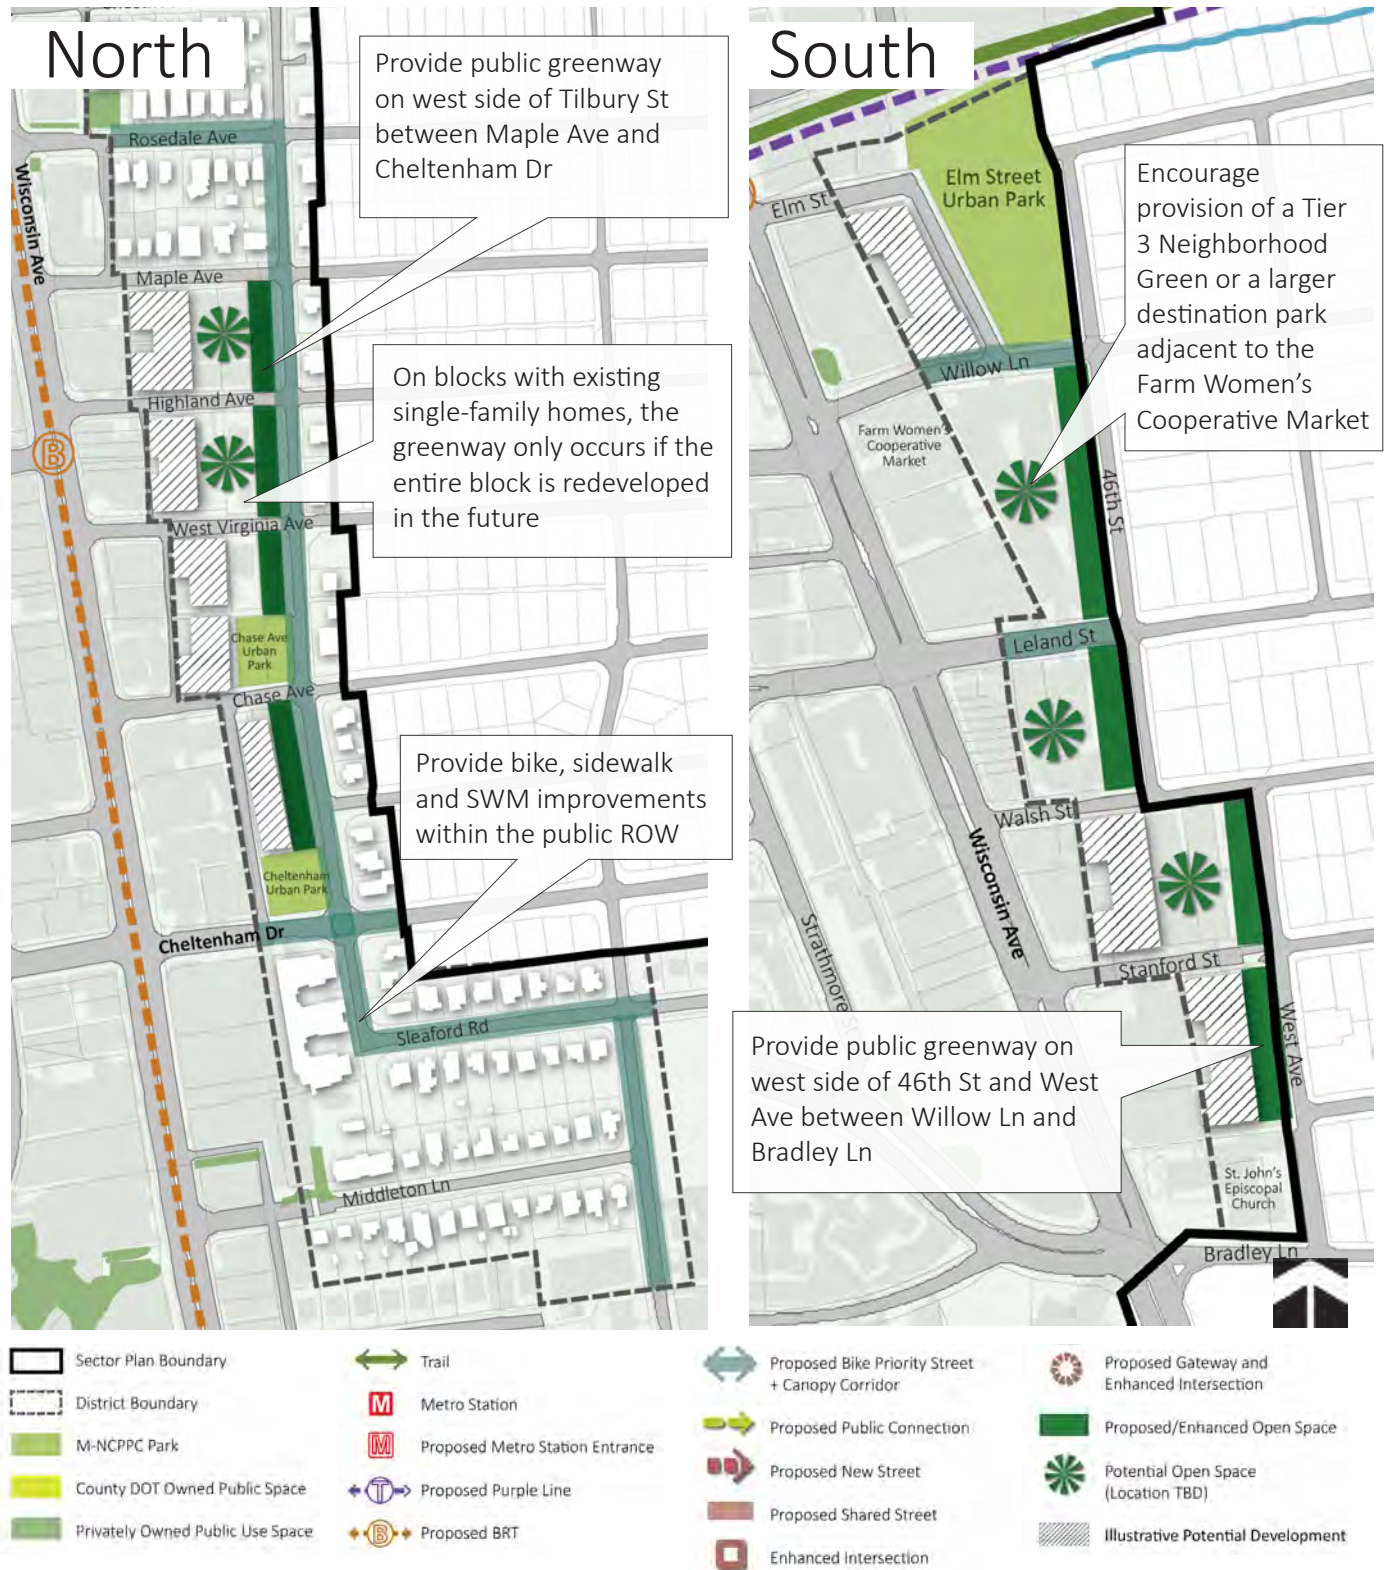 North
Provide public greenway
on west side of Tilbury St
between Maple Ave and
Cheltenham Dr
Rosedale Ave
Wisconsin Ave
Maple Ave
On blocks with existing
single-family homes, the
greenway only occurs if the
entire block is redeveloped
in the future
Highland Ave
B
West Virginia Ave
Chase Ave
Urban
Park
Chase Ave
Provide bike, sidewalk
and SWM improvements
within the public ROW
Cheltenham
Urban Park
Cheltenham Dr
Sleaford Rd
Middleton Ln
South
Elm Street
Urban Park
Elm St
Encourage
provision of a Tier
3 Neighborhood
Green or a larger
destination park
adjacent to the
Farm Women's
Cooperative Market
Willow Ln
Farm Women's
Cooperative
Market
46th St
Leland St
Walsh St
Wisconsin Ave
Strathmore St
Stanford St
West Ave
Provide public greenway on
west side of 46th St and West
Ave between Willow Ln and
Bradley Ln
St. John's
Episcopal
Church
Bradley Ln
Sector Plan Boundary
District Boundary
M-NCPPC Park
County DOT Owned Public Space
Privately Owned Public Use Space
Trail
M Metro Station
M Proposed Metro Station Entrance
T Proposed Purple Line
B Proposed BRT
Proposed Bike Priority Street
+ Canopy Corridor
Proposed Public Connection
Proposed New Street
Proposed Shared Street
Enhanced Intersection
Proposed Gateway and
Enhanced Intersection
Proposed/Enhanced Open Space
Potential Open Space
(Location TBD)
Illustrative Potential Development